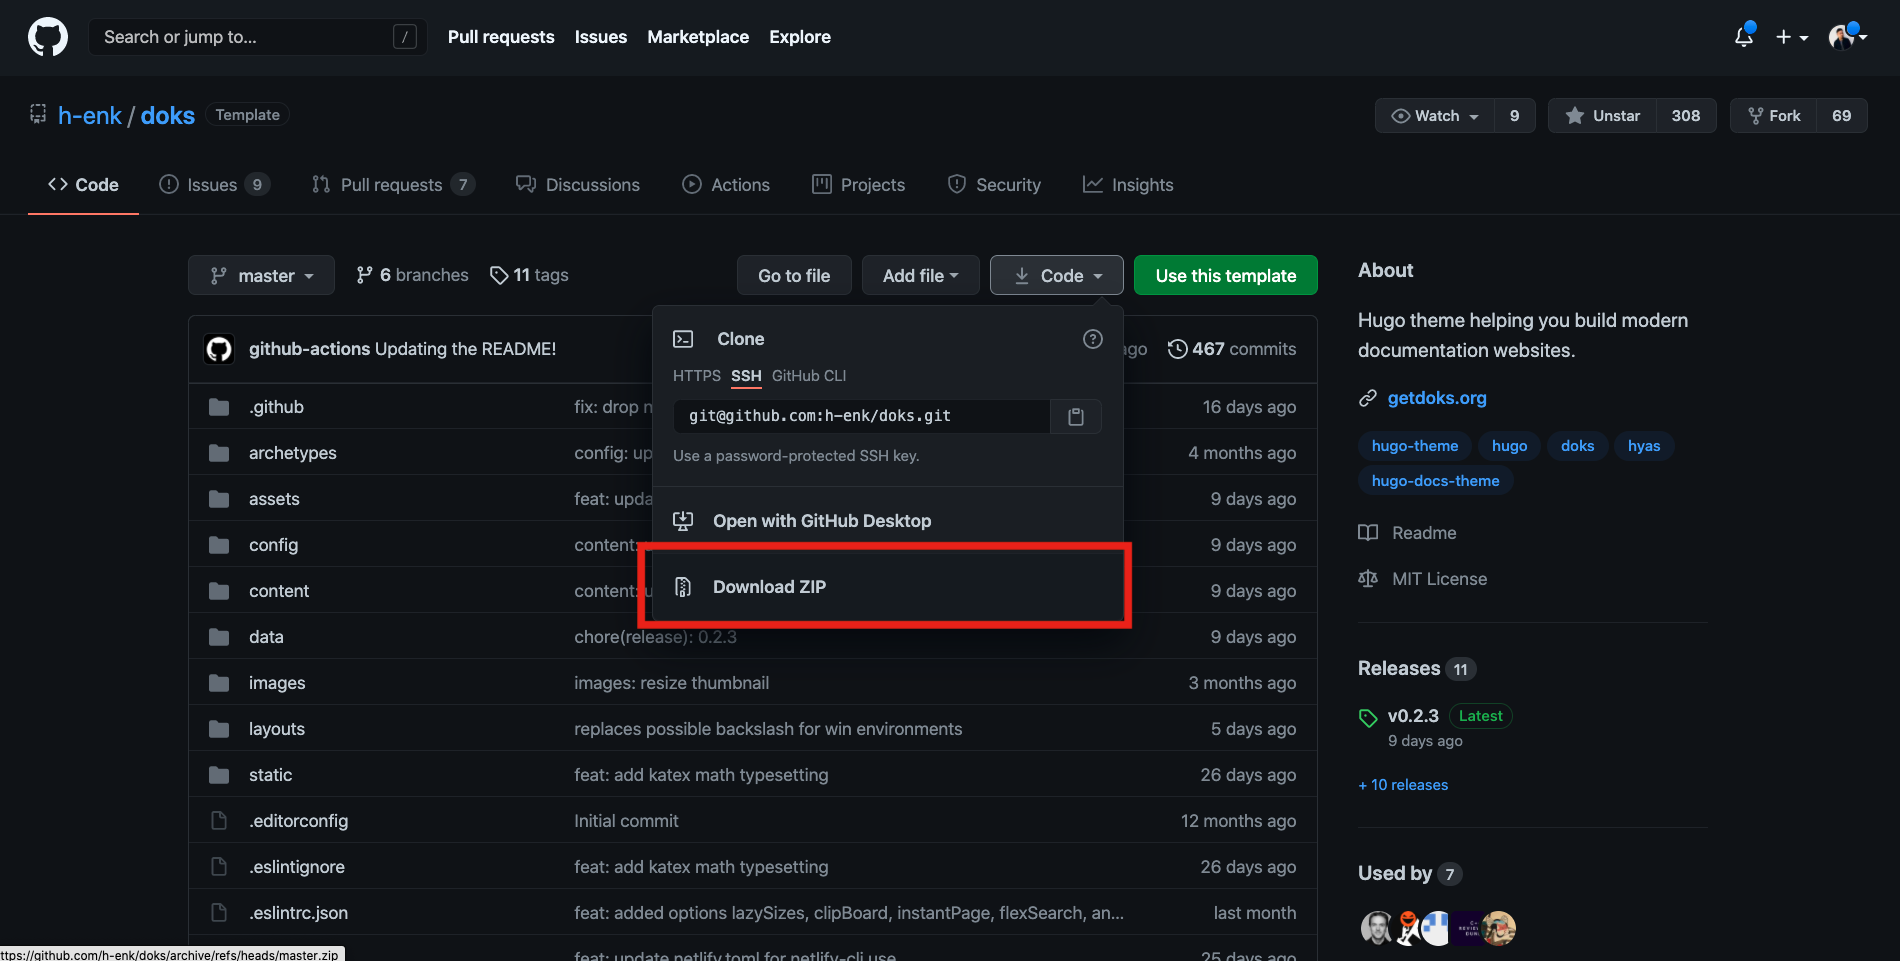 Search or jump to... /
Pull requests Issues Marketplace Explore
h-enk / doks Template
Watch 9 Unstar 308 Fork 69
Code Issues 9 Pull requests 7 Discussions Actions Projects Security Insights
master 6 branches 11 tags
Go to file Add file Code Use this template
github-actions Updating the README! ago 467 commits
Clone
HTTPS SSH GitHub CLI
git@github.com:h-enk/doks.git
Use a password-protected SSH key.
Open with GitHub Desktop
Download ZIP
.github fix: drop 16 days ago
archetypes config: 4 months ago
assets feat: 9 days ago
config content: 9 days ago
content content: 9 days ago
data chore(release): 0.2.3 9 days ago
images images: resize thumbnail 3 months ago
layouts replaces possible backslash for win environments 5 days ago
static feat: add katex math typesetting 26 days ago
.editorconfig Initial commit 12 months ago
.eslintignore feat: add katex math typesetting 26 days ago
.eslintrc.json feat: added options lazySizes, clipBoard, instantPage, flexSearch, an... last month
feat: update netlify.toml for netlify-cli use 25 days ago
ttps://github.com/h-enk/doks/archive/refs/heads/master.zip
About
Hugo theme helping you build modern
documentation websites.
getdoks.org
hugo-theme hugo doks hyas
hugo-docs-theme
Readme
MIT License
Releases 11
v0.2.3 Latest
9 days ago
+ 10 releases
Used by 7